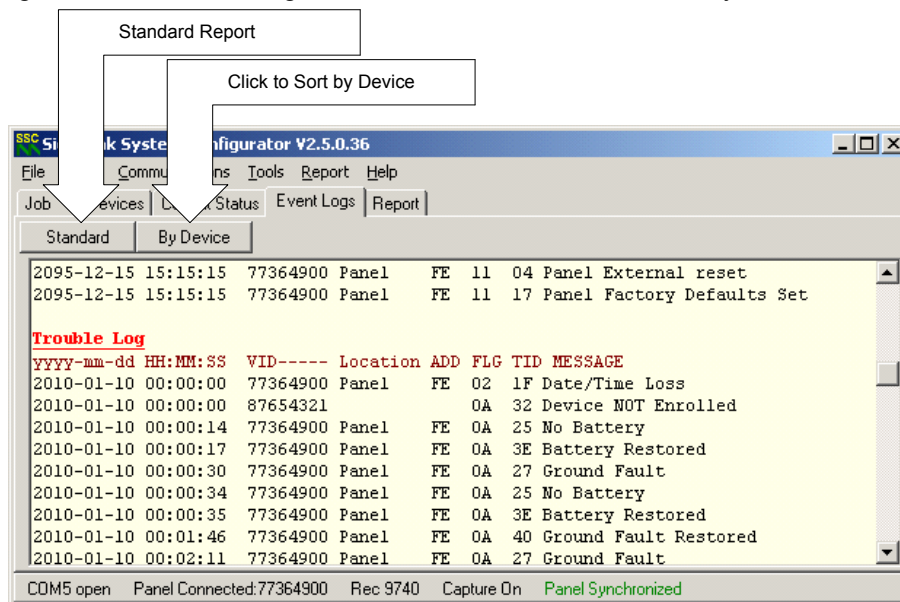 Standard Report
Click to Sort by Device
SSC
System
gurator V2.5.0.36
File Tools Report Help
Job Status Event Logs Report
Standard By Device
2095-12-15 15:15:15 77364900 Panel FE 11 04 Panel External reset
2095-12-15 15:15:15 77364900 Panel FE 11 17 Panel Factory Defaults Set
Trouble Log
yyyy-mm-dd HH:MM:SS VID----- Location ADD FLG TID MESSAGE
2010-01-10 00:00:00 77364900 Panel FE 02 1F Date/Time Loss
2010-01-10 00:00:00 87654321 0A 32 Device NOT Enrolled
2010-01-10 00:00:14 77364900 Panel FE 0A 25 No Battery
2010-01-10 00:00:17 77364900 Panel FE 0A 3E Battery Restored
2010-01-10 00:00:30 77364900 Panel FE 0A 27 Ground Fault
2010-01-10 00:00:34 77364900 Panel FE 0A 25 No Battery
2010-01-10 00:00:35 77364900 Panel FE 0A 3E Battery Restored
2010-01-10 00:01:46 77364900 Panel FE 0A 40 Ground Fault Restored
2010-01-10 00:02:11 77364900 Panel FE 0A 27 Ground Fault
COM5 open Panel Connected:77364900 Rec 9740 Capture On Panel Synchronized